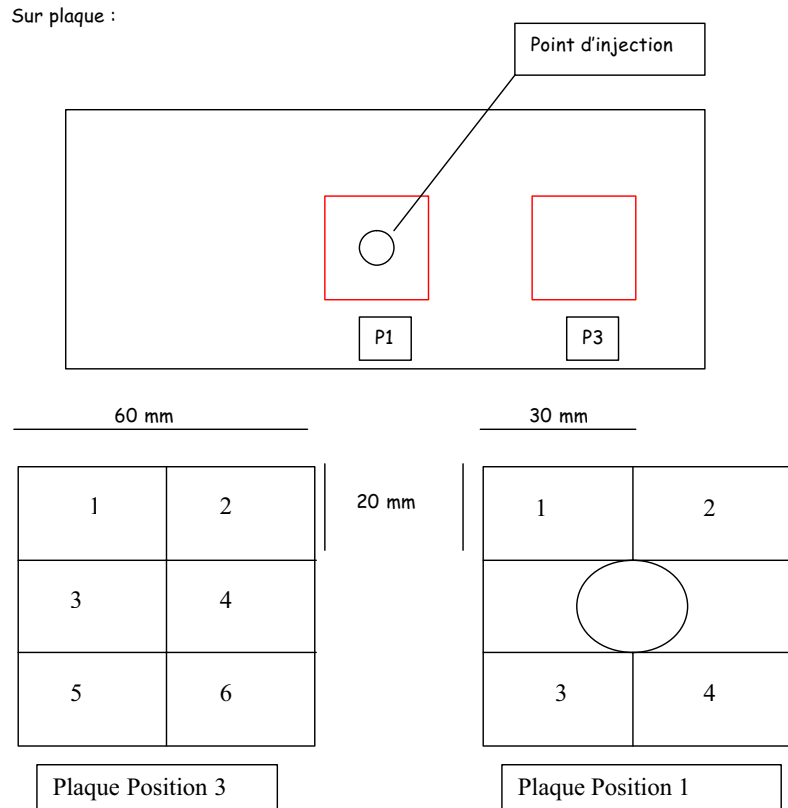 Sur plaque :
Point d'injection
P1
P3
60 mm
30 mm
20 mm
1 2
3 4
5 6
1 2
3 4
Plaque Position 3
Plaque Position 1